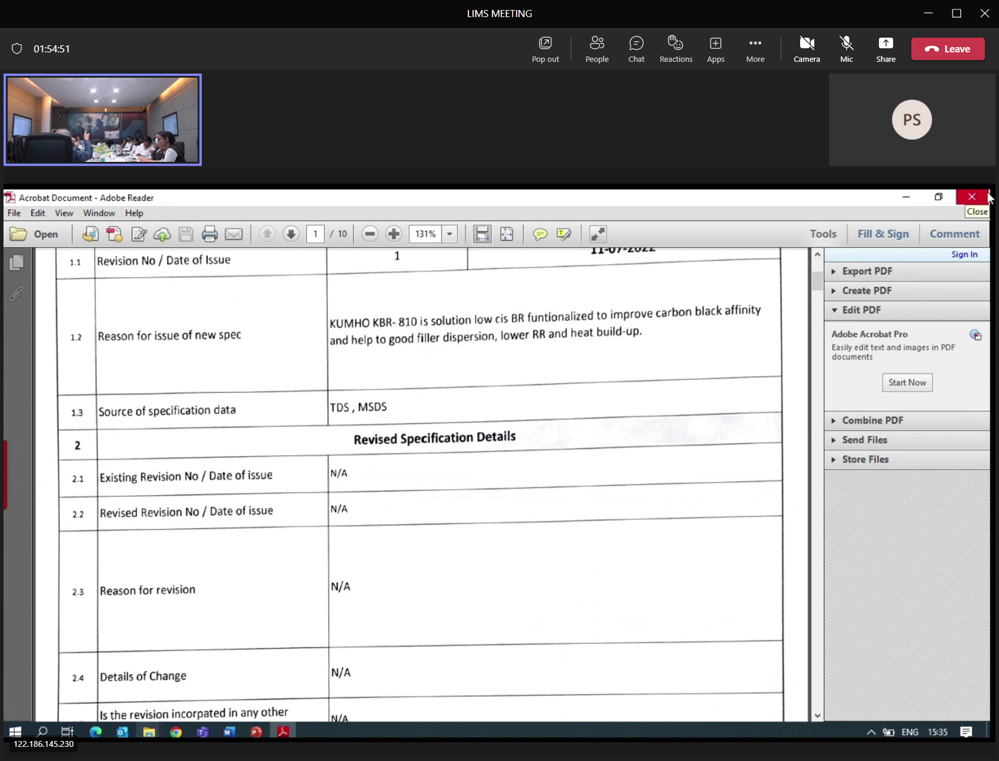 LIMS MEETING
01:54:51
Pop out
People
Chat
Reactions
Apps
More
Camera
Mic
Share
Leave
GLOBAL
PS
Acrobat Document - Adobe Reader
Close
File Edit View Window Help
Open
1 / 10
131%
Tools
Fill & Sign
Comment
Sign In
1.1 Revision No / Date of Issue 1 11-07-2022
1.2 Reason for issue of new spec
KUMHO KBR- 810 is solution low cis BR funtionalized to improve carbon black affinity
and help to good filler dispersion, lower RR and heat build-up.
1.3 Source of specification data TDS , MSDS
2 Revised Specification Details
2.1 Existing Revision No / Date of issue N/A
2.2 Revised Revision No / Date of issue N/A
2.3 Reason for revision N/A
2.4 Details of Change N/A
Is the revision incorpated in any other
N/A
Export PDF
Create PDF
Edit PDF
Adobe Acrobat Pro
Easily edit text and images in PDF
documents
Start Now
Combine PDF
Send Files
Store Files
ENG 15:35
122.186.145.230